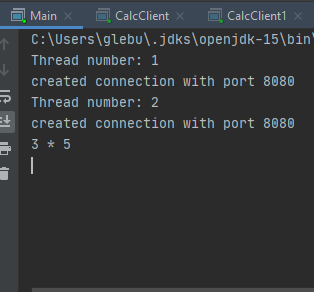 Main CalcClient CalcClient1
C:\Users\glebu\.jdks\openjdk-15\bin\
Thread number: 1
created connection with port 8080
Thread number: 2
created connection with port 8080
3 * 5